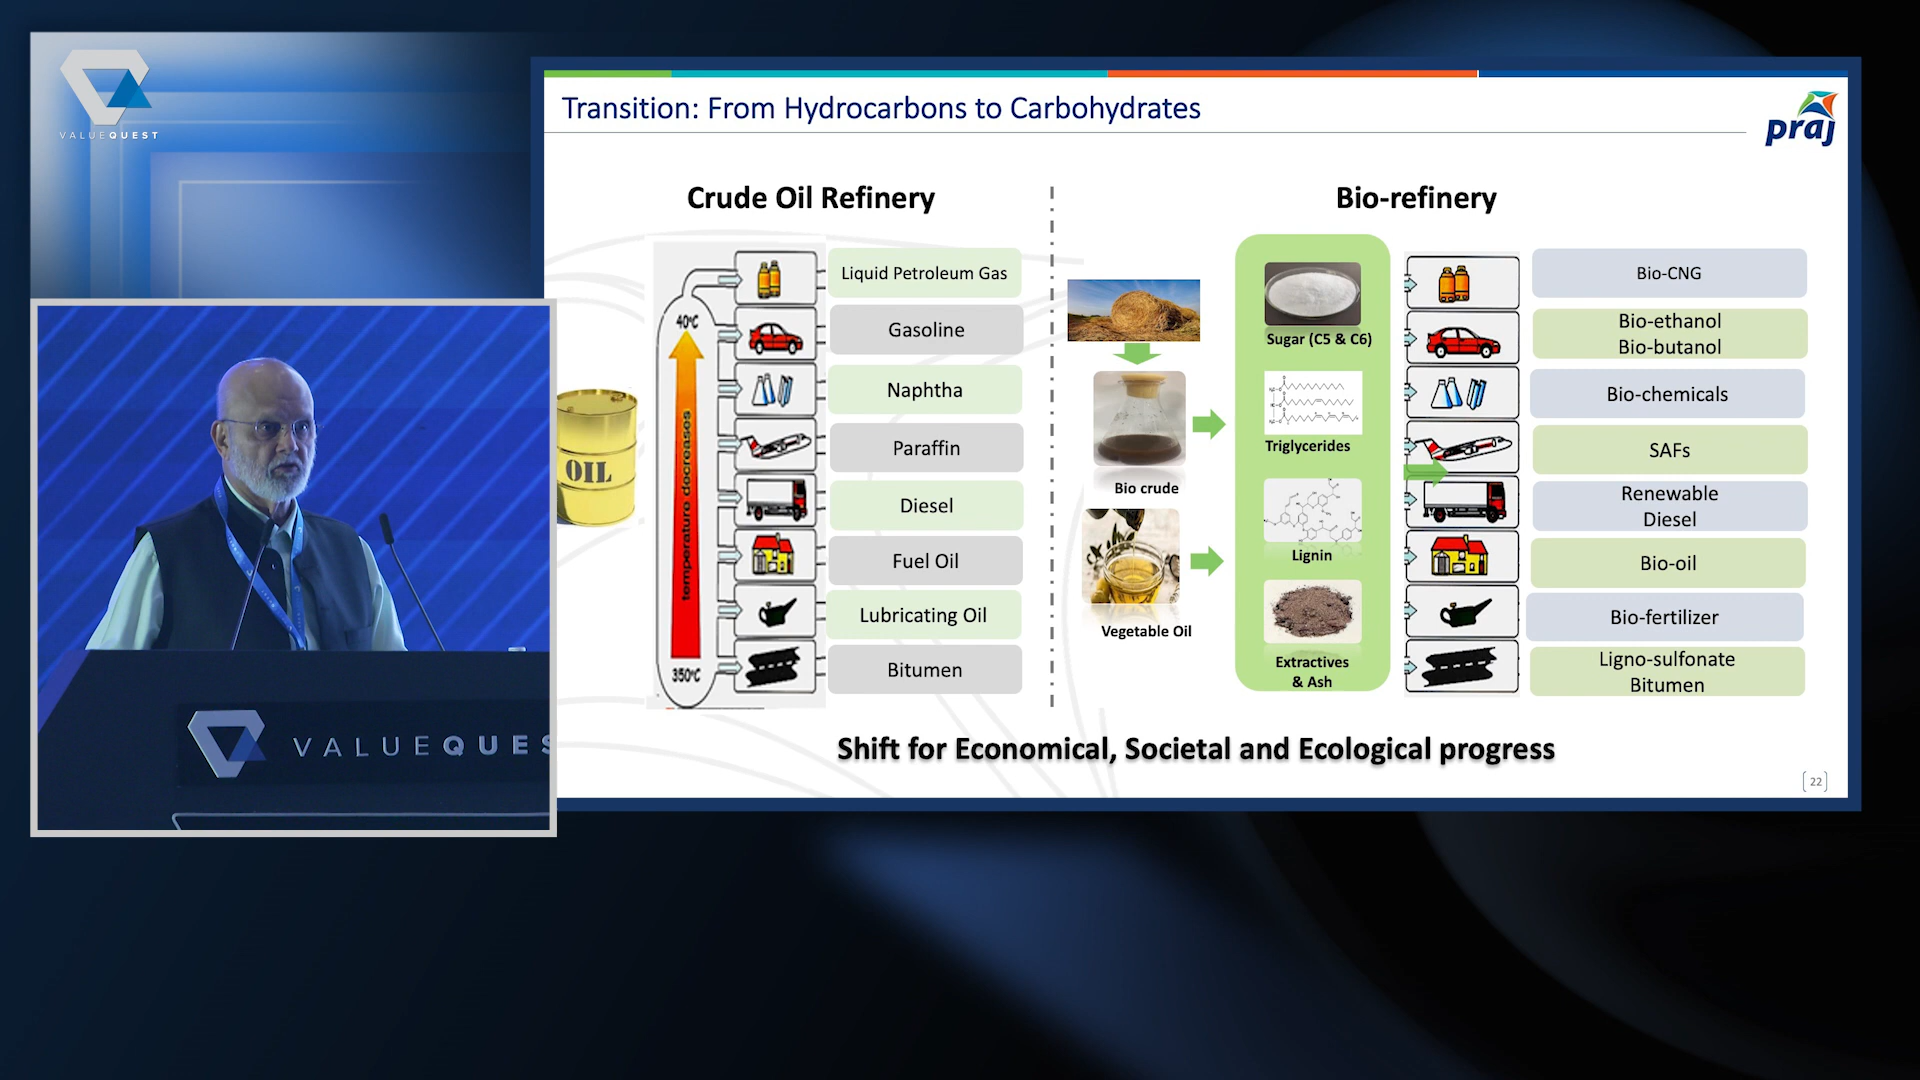 VALUEQUEST
Transition: From Hydrocarbons to Carbohydrates
praj
Crude Oil Refinery
OIL
40°C
temperature decreases
350°C
Liquid Petroleum Gas
Gasoline
Naphtha
Paraffin
Diesel
Fuel Oil
Lubricating Oil
Bitumen
Bio-refinery
Bio crude
Vegetable Oil
Sugar (C5 & C6)
Triglycerides
Lignin
Extractives
& Ash
Bio-CNG
Bio-ethanol
Bio-butanol
Bio-chemicals
SAFs
Renewable
Diesel
Bio-oil
Bio-fertilizer
Ligno-sulfonate
Bitumen
Shift for Economical, Societal and Ecological progress
22
VALUEQUES